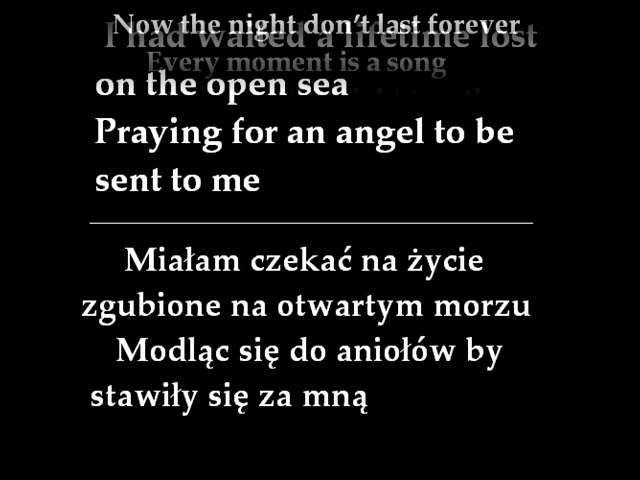 Now the night don't last forever
I had waited a lifetime lost
Every moment is a song
on the open sea
Praying for an angel to be
sent to me
Miałam czekać na życie
zgubione na otwartym morzu
Modląc się do aniołów by
stawiły się za mną